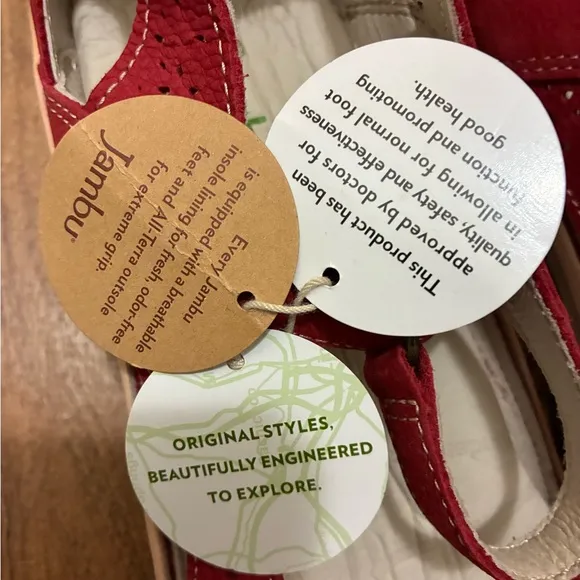 Every Jambu
is equipped with a breathable
insole lining for fresh, odor-free
feet and All-Terra outsole
for extreme grip.
Jambu
This product has been
approved by doctors for
quality, safety and effectiveness
in allowing for normal foot
function and promoting
good health.
ORIGINAL STYLES,
BEAUTIFULLY ENGINEERED
TO EXPLORE.